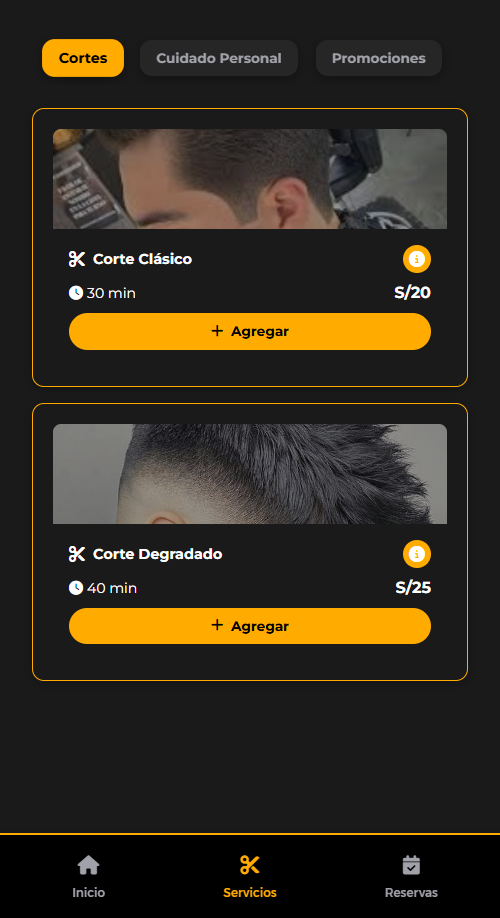 Cortes
Cuidado Personal
Promociones
Corte Clásico
30 min
S/20
+ Agregar
Corte Degradado
40 min
S/25
+ Agregar
Inicio
Servicios
Reservas